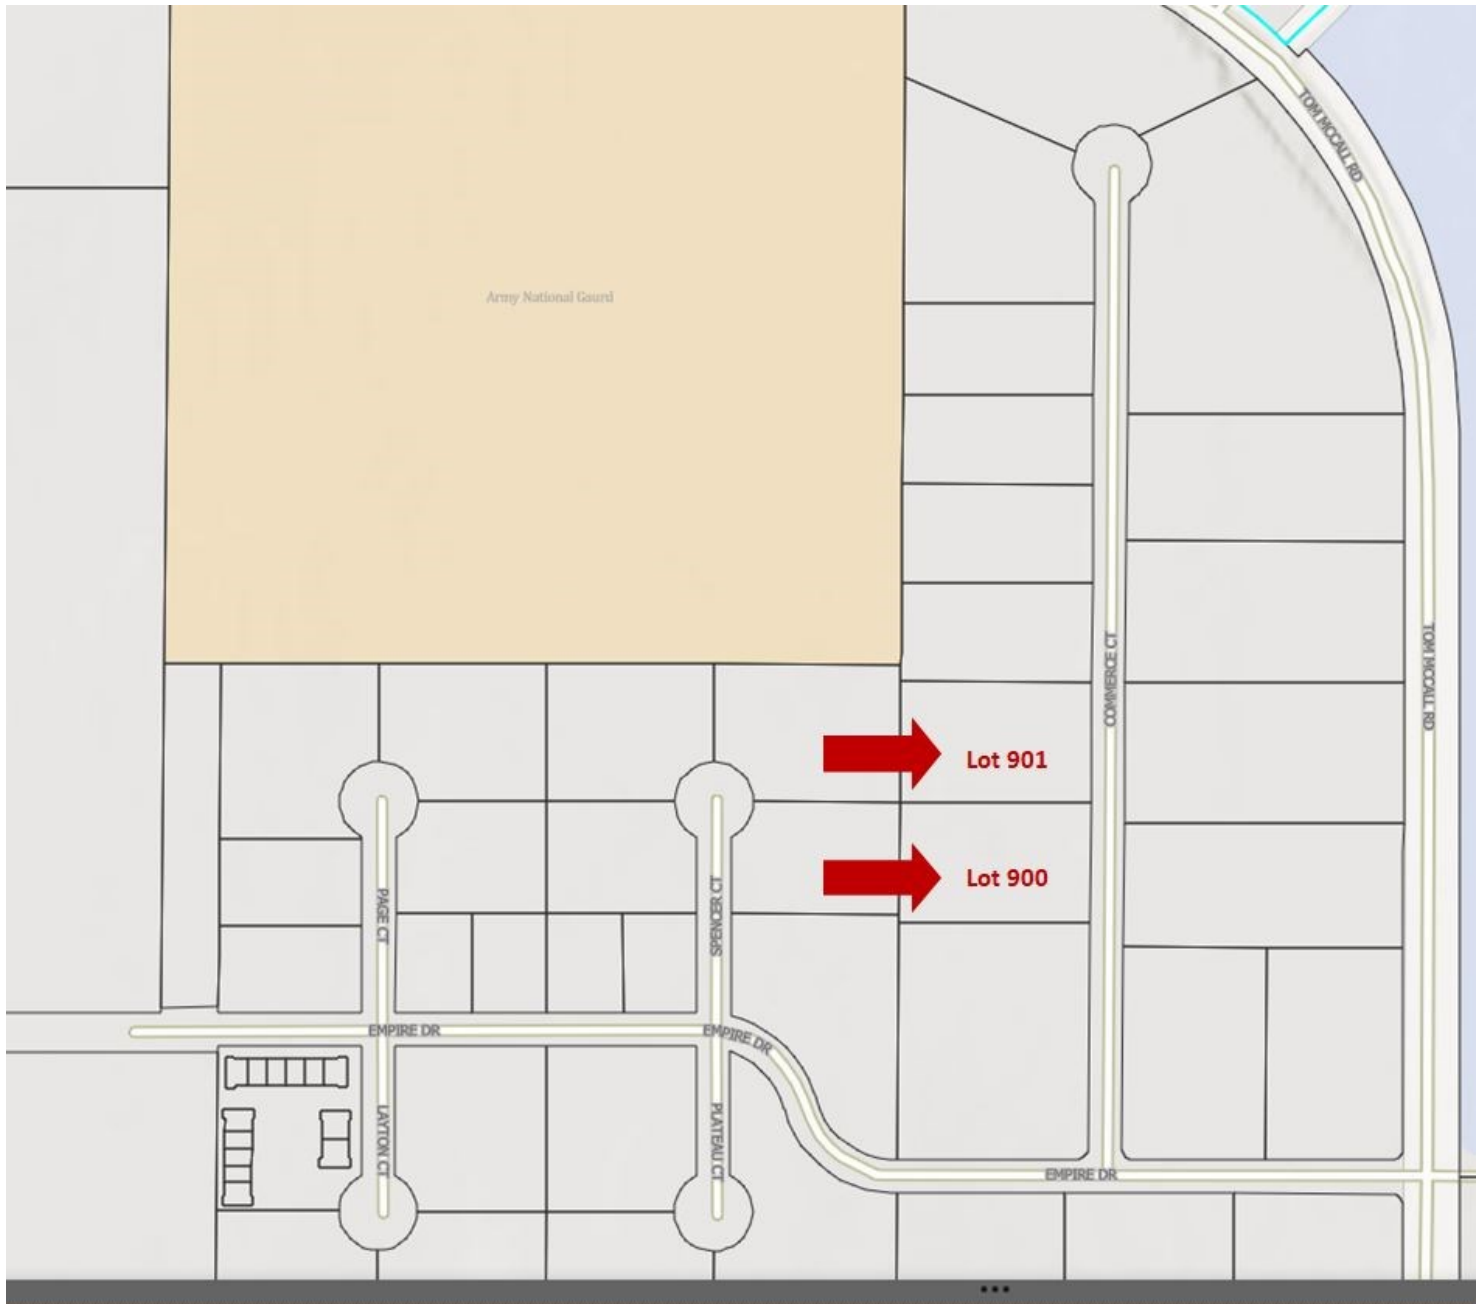 TOM MCCALL RD
Army National Gaurd
COMMERCE CT
TOM MCCALL RD
Lot 901
Lot 900
PAGE CT
SPENCER CT
EMPIRE DR
EMPIRE DR
LAYTON CT
PLATEAU CT
EMPIRE DR